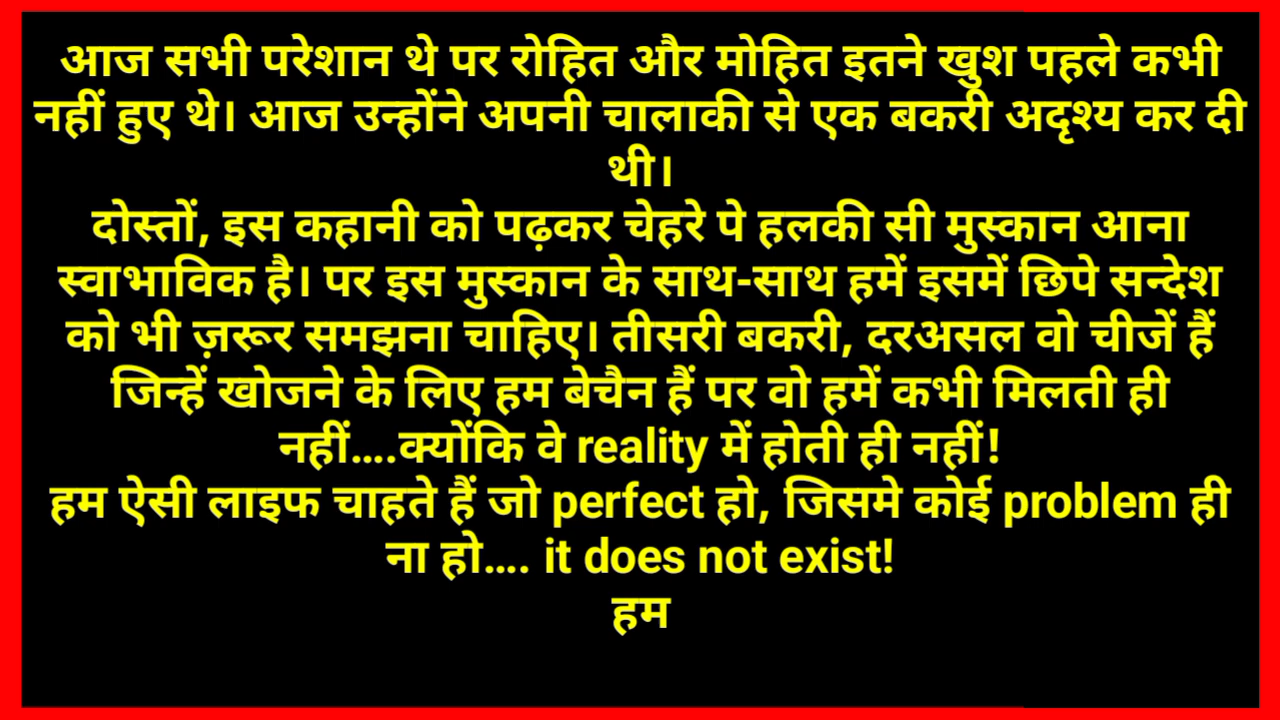 आज सभी परेशान थे पर रोहित और मोहित इतने खुश पहले कभी
नहीं हुए थे। आज उन्होंने अपनी चालाकी से एक बकरी अदृश्य कर दी
थी।
दोस्तों, इस कहानी को पढ़कर चेहरे पे हलकी सी मुस्कान आना
स्वाभाविक है। पर इस मुस्कान के साथ-साथ हमें इसमें छिपे सन्देश
को भी ज़रूर समझना चाहिए। तीसरी बकरी, दरअसल वो चीजें हैं
जिन्हें खोजने के लिए हम बेचैन हैं पर वो हमें कभी मिलती ही
नहीं....क्योंकि वे reality में होती ही नहीं!
हम ऐसी लाइफ चाहते हैं जो perfect हो, जिसमे कोई problem ही
ना हो.... it does not exist!
हम